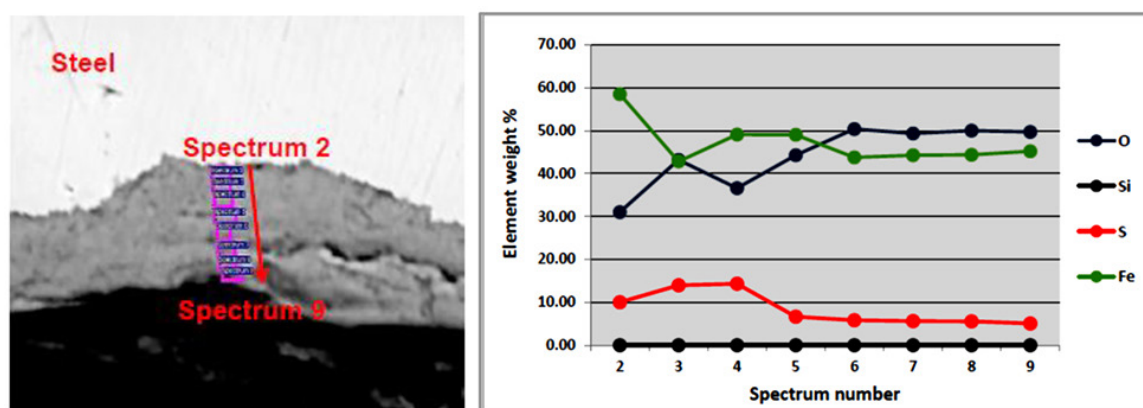 Steel
Spectrum 2
Spectrum 9
70.00
60.00
50.00
40.00
30.00
20.00
10.00
0.00
Element weight %
2 3 4 5 6 7 8 9
Spectrum number
O
Si
S
Fe